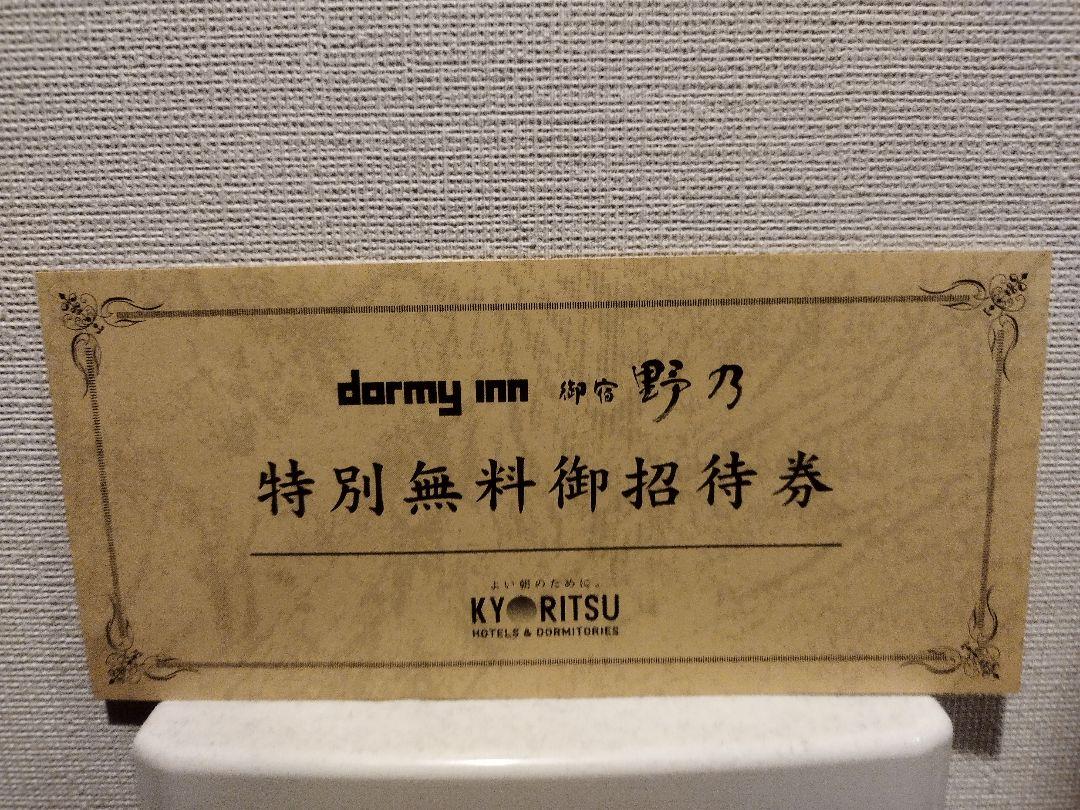 dormy inn 御宿 野乃
特別無料御招待券
よい朝のために。
KYORITSU
HOTELS & DORMITORIES